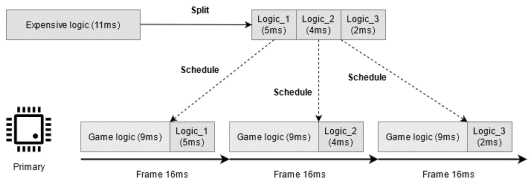 Expensive logic (11ms)
Split
Logic_1
(5ms)
Logic_2
(4ms)
Logic_3
(2ms)
Schedule
Schedule
Schedule
Primary
Game logic (9ms)
Logic_1
(5ms)
Game logic (9ms)
Logic_2
(4ms)
Game logic (9ms)
Logic_3
(2ms)
Frame 16ms
Frame 16ms
Frame 16ms